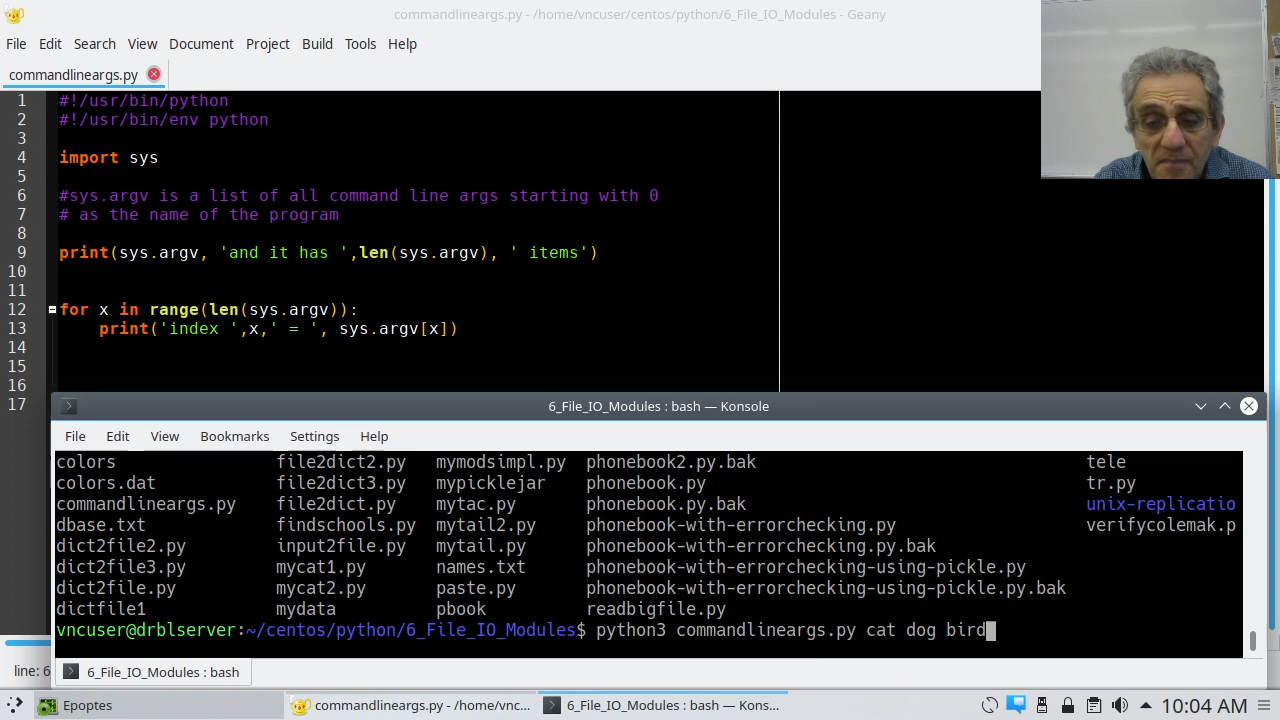 commandlineargs.py - /home/vncuser/centos/python/6_File_IO_Modules - Geany
File Edit Search View Document Project Build Tools Help
commandlineargs.py
1 #!/usr/bin/python
2 #!/usr/bin/env python
3
4 import sys
5
6 #sys.argv is a list of all command line args starting with 0
7 # as the name of the program
8
9 print(sys.argv, 'and it has ',len(sys.argv), ' items')
10
11
12 for x in range(len(sys.argv)):
13 print('index ',x,' = ', sys.argv[x])
14
15
16
17
6_File_IO_Modules : bash — Konsole
File Edit View Bookmarks Settings Help
colors file2dict2.py mymodsimpl.py phonebook2.py.bak tele
colors.dat file2dict3.py mypicklejar phonebook.py tr.py
commandlineargs.py file2dict.py mytac.py phonebook.py.bak unix-replicatio
dbase.txt findschools.py mytail2.py phonebook-with-errorchecking.py verifycolemak.p
dict2file2.py input2file.py mytail.py phonebook-with-errorchecking.py.bak
dict2file3.py mycat1.py names.txt phonebook-with-errorchecking-using-pickle.py
dict2file.py mycat2.py paste.py phonebook-with-errorchecking-using-pickle.py.bak
dictfile1 mydata pbook readbigfile.py
vncuser@drblserver:~/centos/python/6_File_IO_Modules$ python3 commandlineargs.py cat dog bird
line: 6
6_File_IO_Modules : bash
Epoptes commandlineargs.py - /home/vnc... 6_File_IO_Modules : bash — Kons... 10:04 AM